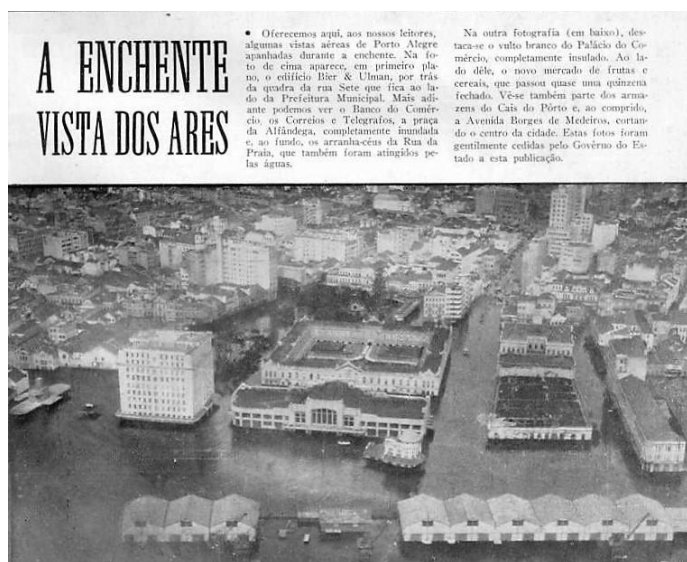 A ENCHENTE
VISTA DOS ARES
• Oferecemos aqui, aos nossos leitores,
algumas vistas aéreas de Porto Alegre
apanhadas durante a enchente. Na fo-
to de cima aparece, em primeiro pla-
no, o edifício Bier & Ulman, por trás
da quadra da rua Sete que fica ao la-
do da Prefeitura Municipal. Mais adi-
ante podemos ver o Banco do Comér-
cio, os Correios e Telegrafos, a praça
da Alfândega, completamente inundada
e, ao fundo, os arranha-céus da Rua da
Praia, que também foram atingidos pe-
las águas.
Na outra fotografia (em baixo), des-
taca-se o vulto branco do Palácio do Co-
mércio, completamente insulado. Ao la-
do dêle, o novo mercado de frutas e
cereais, que passou quase uma quinzena
fechado. Vê-se também parte dos arma-
zens do Cais do Pôrto e, ao comprido,
a Avenida Borges de Medeiros, cortan-
do o centro da cidade. Estas fotos foram
gentilmente cedidas pelo Govêrno do Es-
tado a esta publicação.